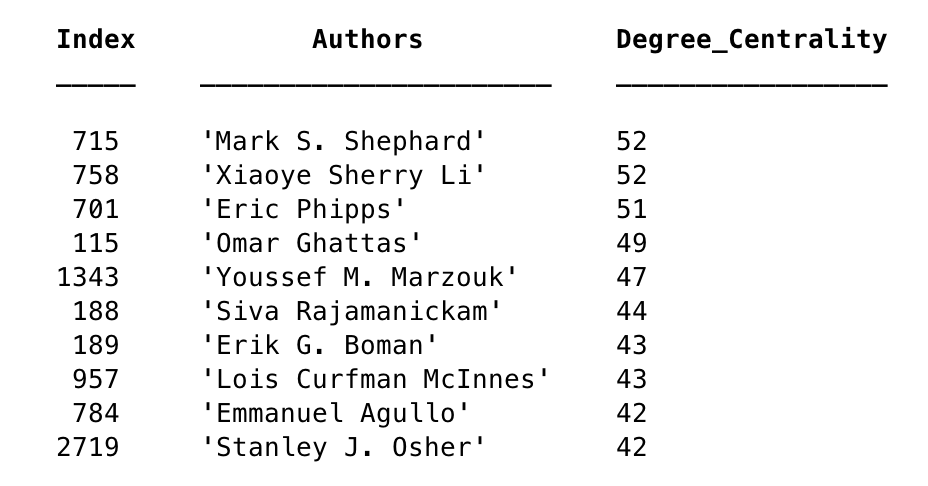 Index Authors Degree_Centrality
715 'Mark S. Shephard' 52
758 'Xiaoye Sherry Li' 52
701 'Eric Phipps' 51
115 'Omar Ghattas' 49
1343 'Youssef M. Marzouk' 47
188 'Siva Rajamanickam' 44
189 'Erik G. Boman' 43
957 'Lois Curfman McInnes' 43
784 'Emmanuel Agullo' 42
2719 'Stanley J. Osher' 42